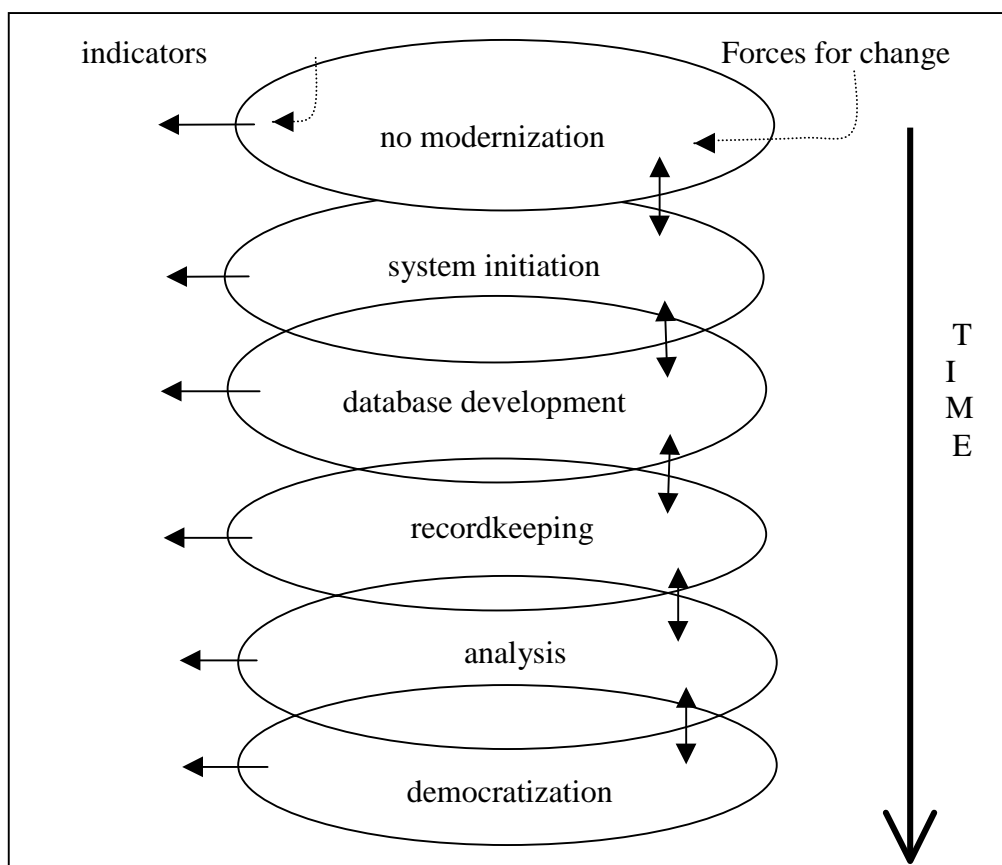 indicators
Forces for change
no modernization
system initiation
database development
recordkeeping
analysis
democratization
T
I
M
E